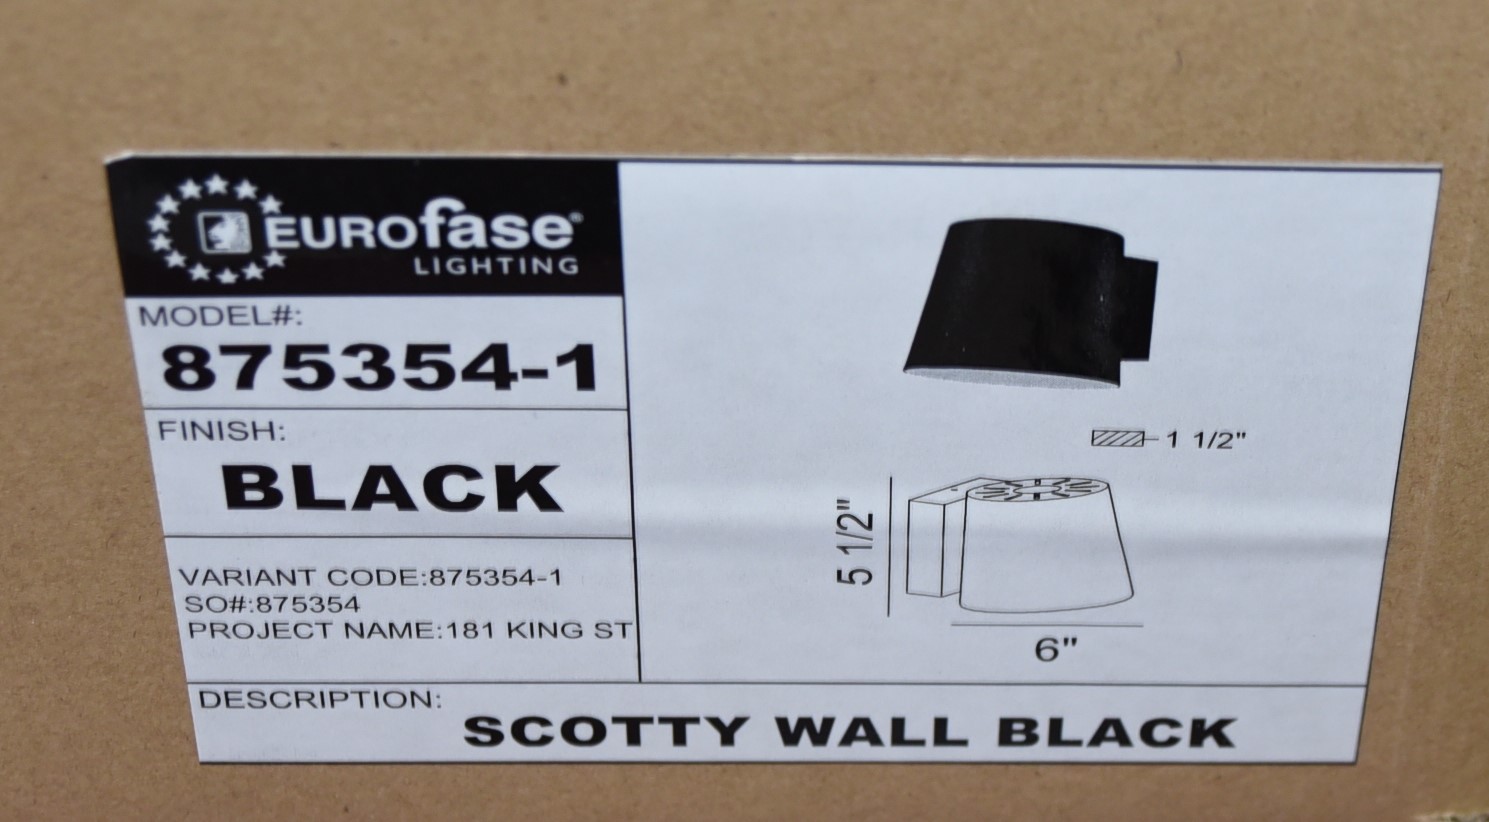 EUROfase®
LIGHTING
MODEL#:
875354-1
FINISH:
BLACK
VARIANT CODE:875354-1
SO#:875354
PROJECT NAME:181 KING ST
1 1/2"
5 1/2"
6"
DESCRIPTION:
SCOTTY WALL BLACK